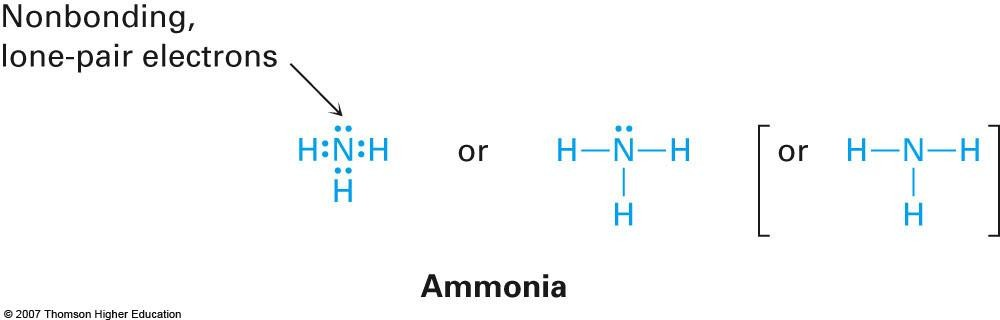 Nonbonding,
lone-pair electrons
H:N̈:H or H—N̈—H [or H—N—H]
H
H H
Ammonia
© 2007 Thomson Higher Education